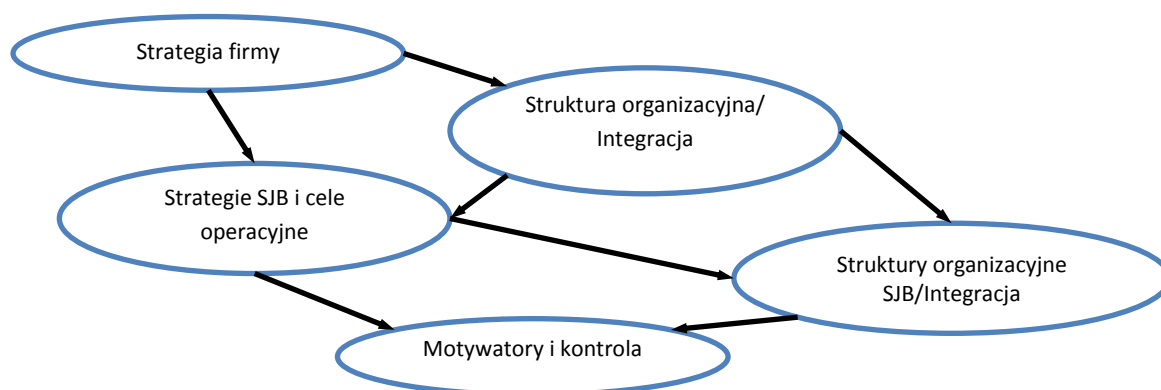 Strategia firmy
Struktura organizacyjna/
Integracja
Strategie SJB i cele
operacyjne
Struktury organizacyjne
SJB/Integracja
Motywatory i kontrola